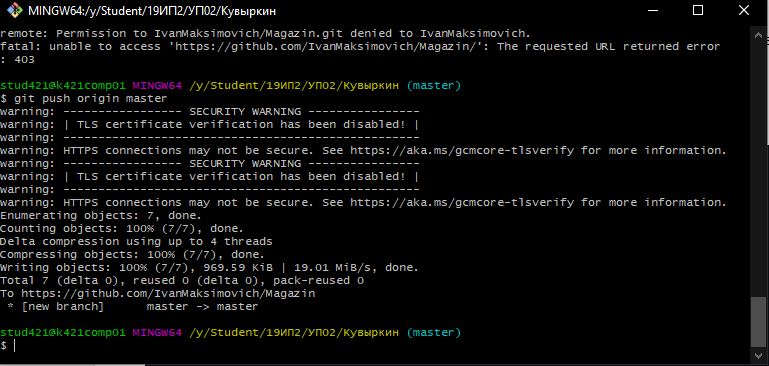 MINGW64:/y/Student/19ИП2/УП02/Кувыркин
remote: Permission to IvanMaksimovich/Magazin.git denied to IvanMaksimovich.
fatal: unable to access 'https://github.com/IvanMaksimovich/Magazin/': The requested URL returned error
: 403
stud421@k421comp01 MINGW64 /y/Student/19ИП2/УП02/Кувыркин (master)
$ git push origin master
warning: ---------------- SECURITY WARNING ----------------
warning: | TLS certificate verification has been disabled! |
warning: ---------------------------------------------------
warning: HTTPS connections may not be secure. See https://aka.ms/gcmcore-tlsverify for more information.
warning: ---------------- SECURITY WARNING ----------------
warning: | TLS certificate verification has been disabled! |
warning: ---------------------------------------------------
warning: HTTPS connections may not be secure. See https://aka.ms/gcmcore-tlsverify for more information.
Enumerating objects: 7, done.
Counting objects: 100% (7/7), done.
Delta compression using up to 4 threads
Compressing objects: 100% (7/7), done.
Writing objects: 100% (7/7), 969.59 KiB | 19.01 MiB/s, done.
Total 7 (delta 0), reused 0 (delta 0), pack-reused 0
To https://github.com/IvanMaksimovich/Magazin
 * [new branch]      master -> master
stud421@k421comp01 MINGW64 /y/Student/19ИП2/УП02/Кувыркин (master)
$